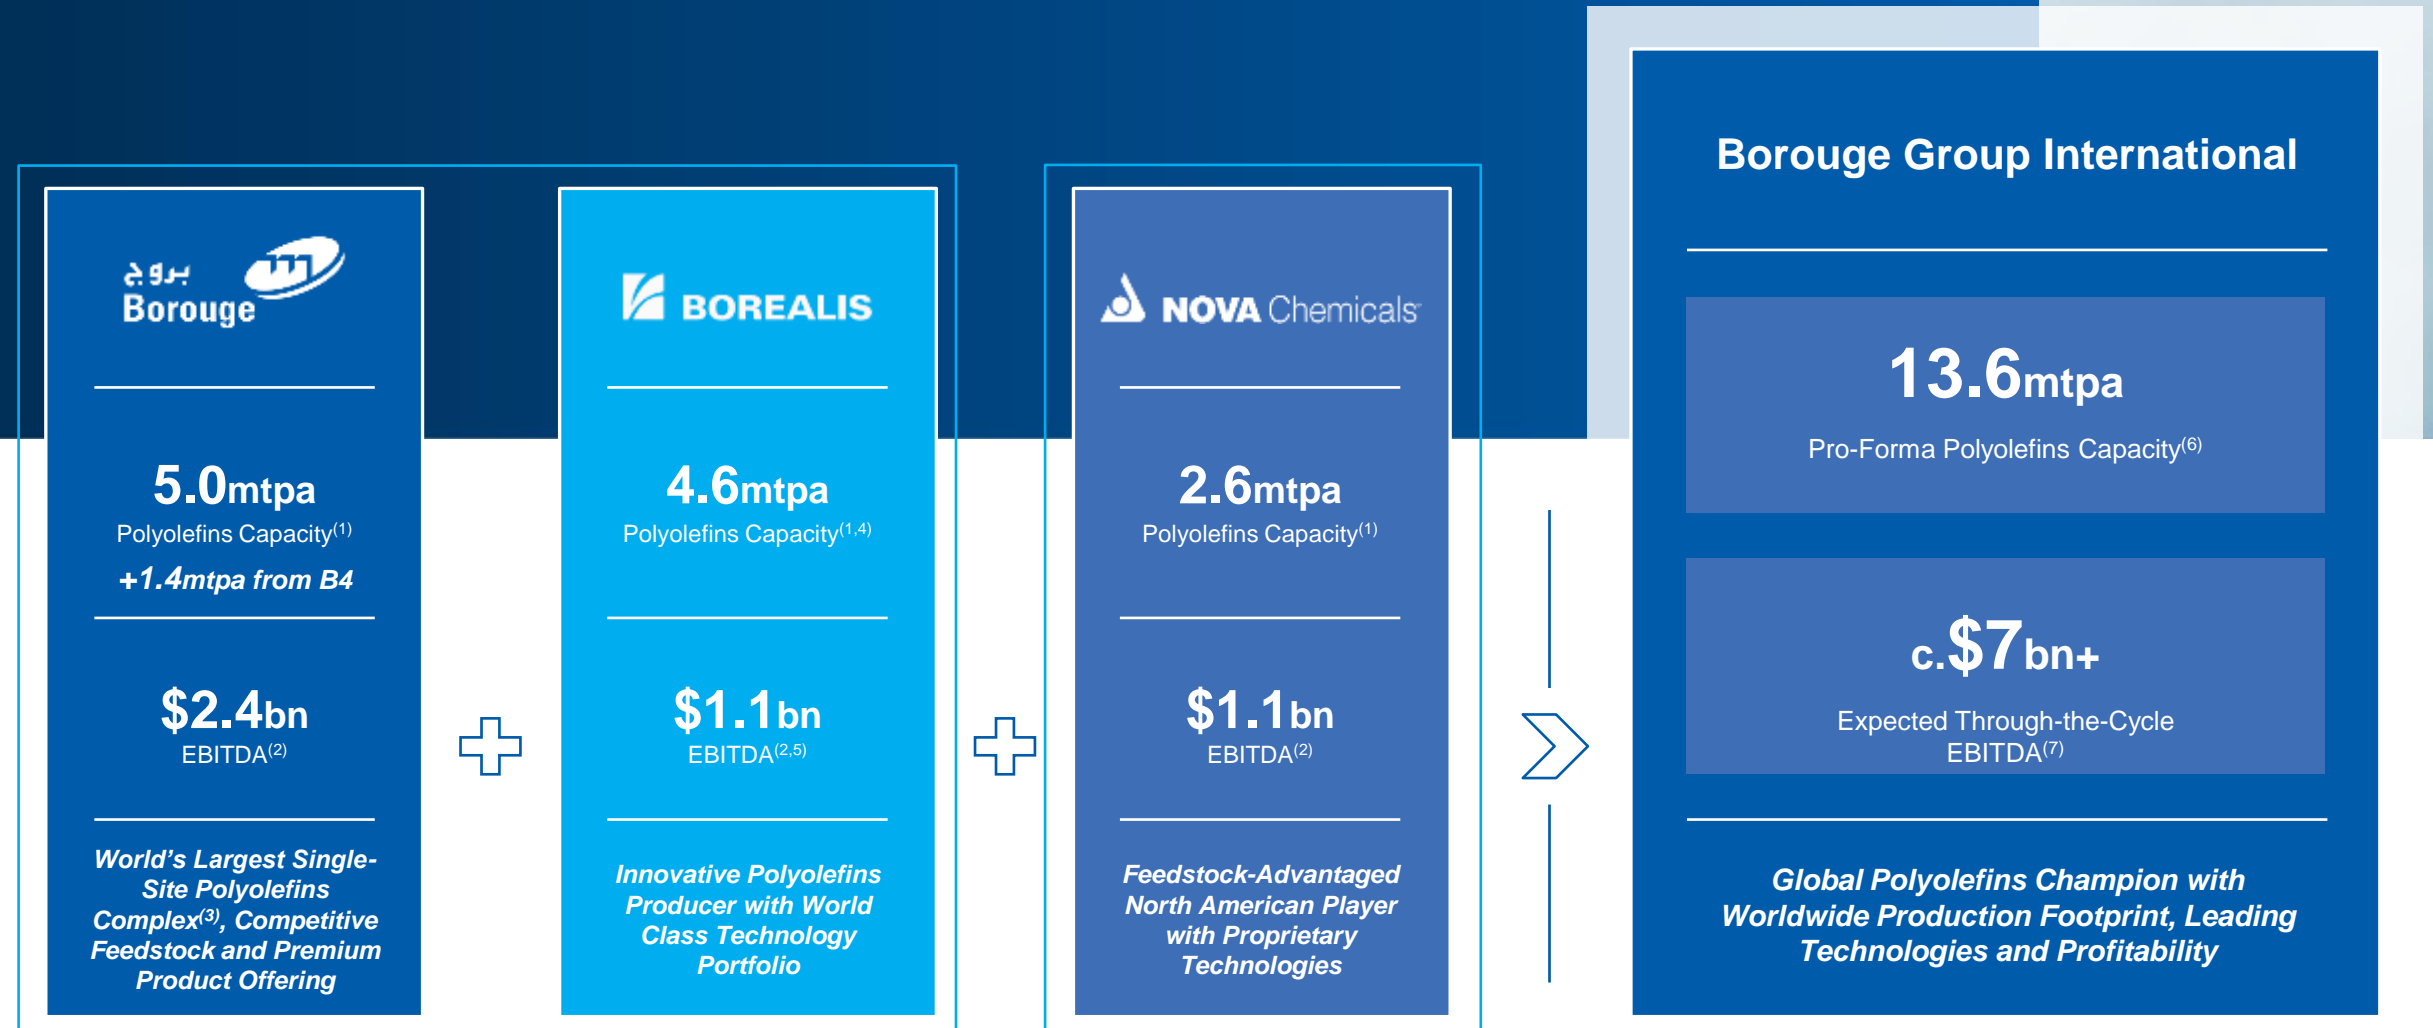 بروج
Borouge
5.0mtpa
Polyolefins Capacity(1)
+1.4mtpa from B4
$2.4bn
EBITDA(2)
World's Largest Single-
Site Polyolefins
Complex(3), Competitive
Feedstock and Premium
Product Offering
BOREALIS
4.6mtpa
Polyolefins Capacity(1,4)
$1.1bn
EBITDA(2,5)
Innovative Polyolefins
Producer with World
Class Technology
Portfolio
NOVA Chemicals
2.6mtpa
Polyolefins Capacity(1)
$1.1bn
EBITDA(2)
Feedstock-Advantaged
North American Player
with Proprietary
Technologies
Borouge Group International
13.6mtpa
Pro-Forma Polyolefins Capacity(6)
c.$7bn+
Expected Through-the-Cycle
EBITDA(7)
Global Polyolefins Champion with
Worldwide Production Footprint, Leading
Technologies and Profitability